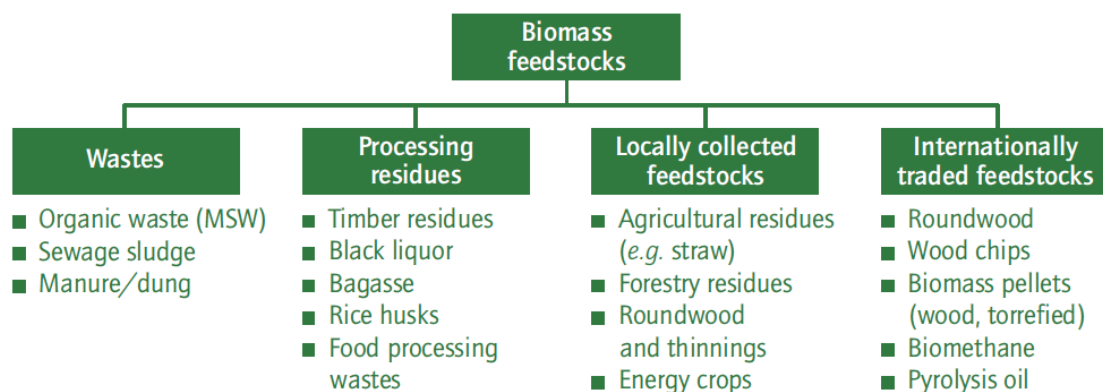 Biomass
feedstocks
Wastes
■ Organic waste (MSW)
■ Sewage sludge
■ Manure/dung
Processing
residues
■ Timber residues
■ Black liquor
■ Bagasse
■ Rice husks
■ Food processing
wastes
Locally collected
feedstocks
■ Agricultural residues
(e.g. straw)
■ Forestry residues
■ Roundwood
and thinnings
■ Energy crops
Internationally
traded feedstocks
■ Roundwood
■ Wood chips
■ Biomass pellets
(wood, torrefied)
■ Biomethane
■ Pyrolysis oil